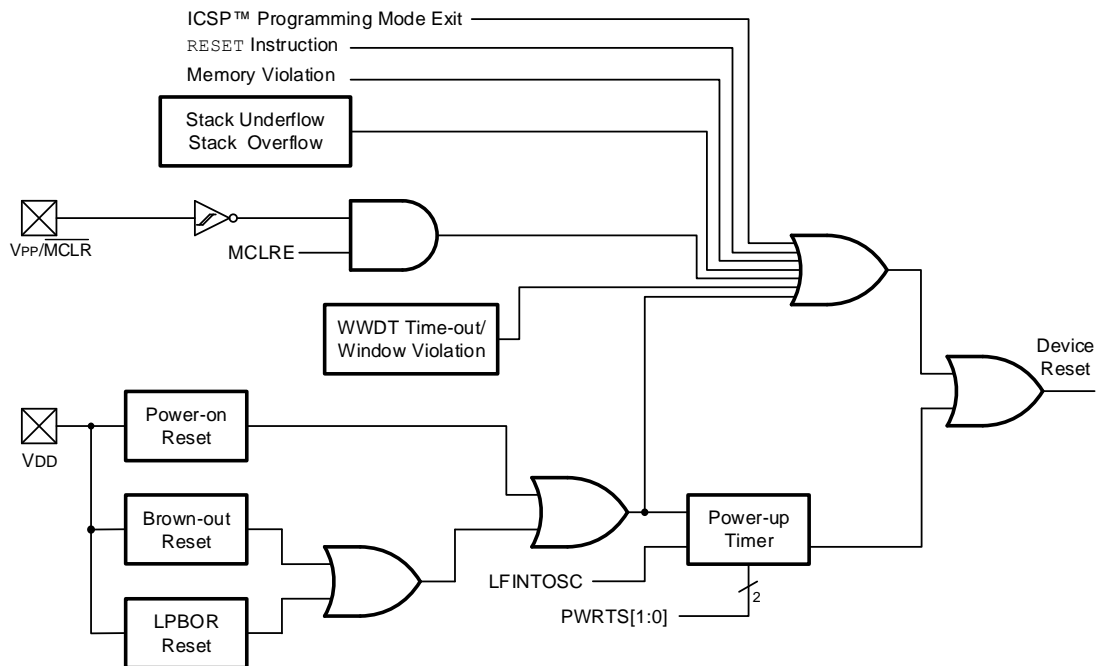 ICSP™ Programming Mode Exit
RESET Instruction
Memory Violation
Stack Underflow
Stack Overflow
VPP/MCLR
MCLRE
WWDT Time-out/
Window Violation
Device
Reset
VDD
Power-on
Reset
Brown-out
Reset
LPBOR
Reset
Power-up
Timer
LFINTOSC
2
PWRTS[1:0]